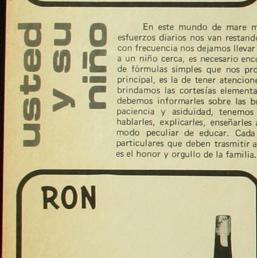 usted
y su
niño
En este mundo de mare m
esfuerzos diarios nos van restando
con frecuencia nos dejamos llevar
a un niño cerca, es necesario enc
de fórmulas simples que nos pro
principal, es la de tener atencione
brindamos las cortesías elementa
debemos informarles sobre las bu
paciencia y asiduidad, tenemos
hablarles, explicarles, enseñarles a
modo peculiar de educar. Cada
particulares que deben trasmitir a
es el honor y orgullo de la familia.
RON